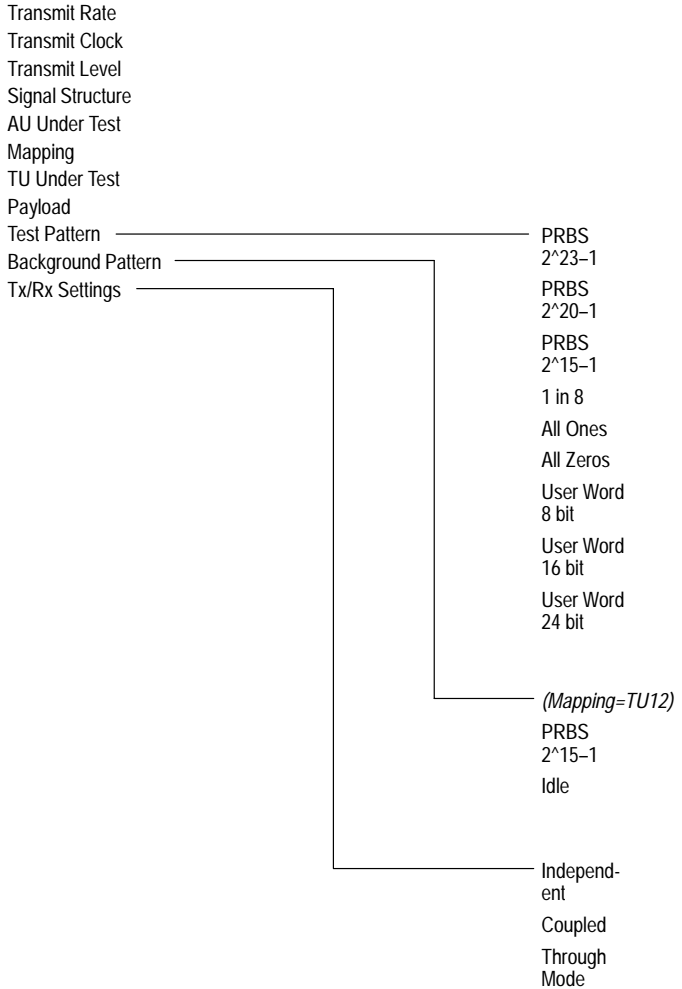 Transmit Rate
Transmit Clock
Transmit Level
Signal Structure
AU Under Test
Mapping
TU Under Test
Payload
Test Pattern
Background Pattern
Tx/Rx Settings
PRBS
2^23–1
PRBS
2^20–1
PRBS
2^15–1
1 in 8
All Ones
All Zeros
User Word
8 bit
User Word
16 bit
User Word
24 bit
(Mapping=TU12)
PRBS
2^15–1
Idle
Independ-
ent
Coupled
Through
Mode